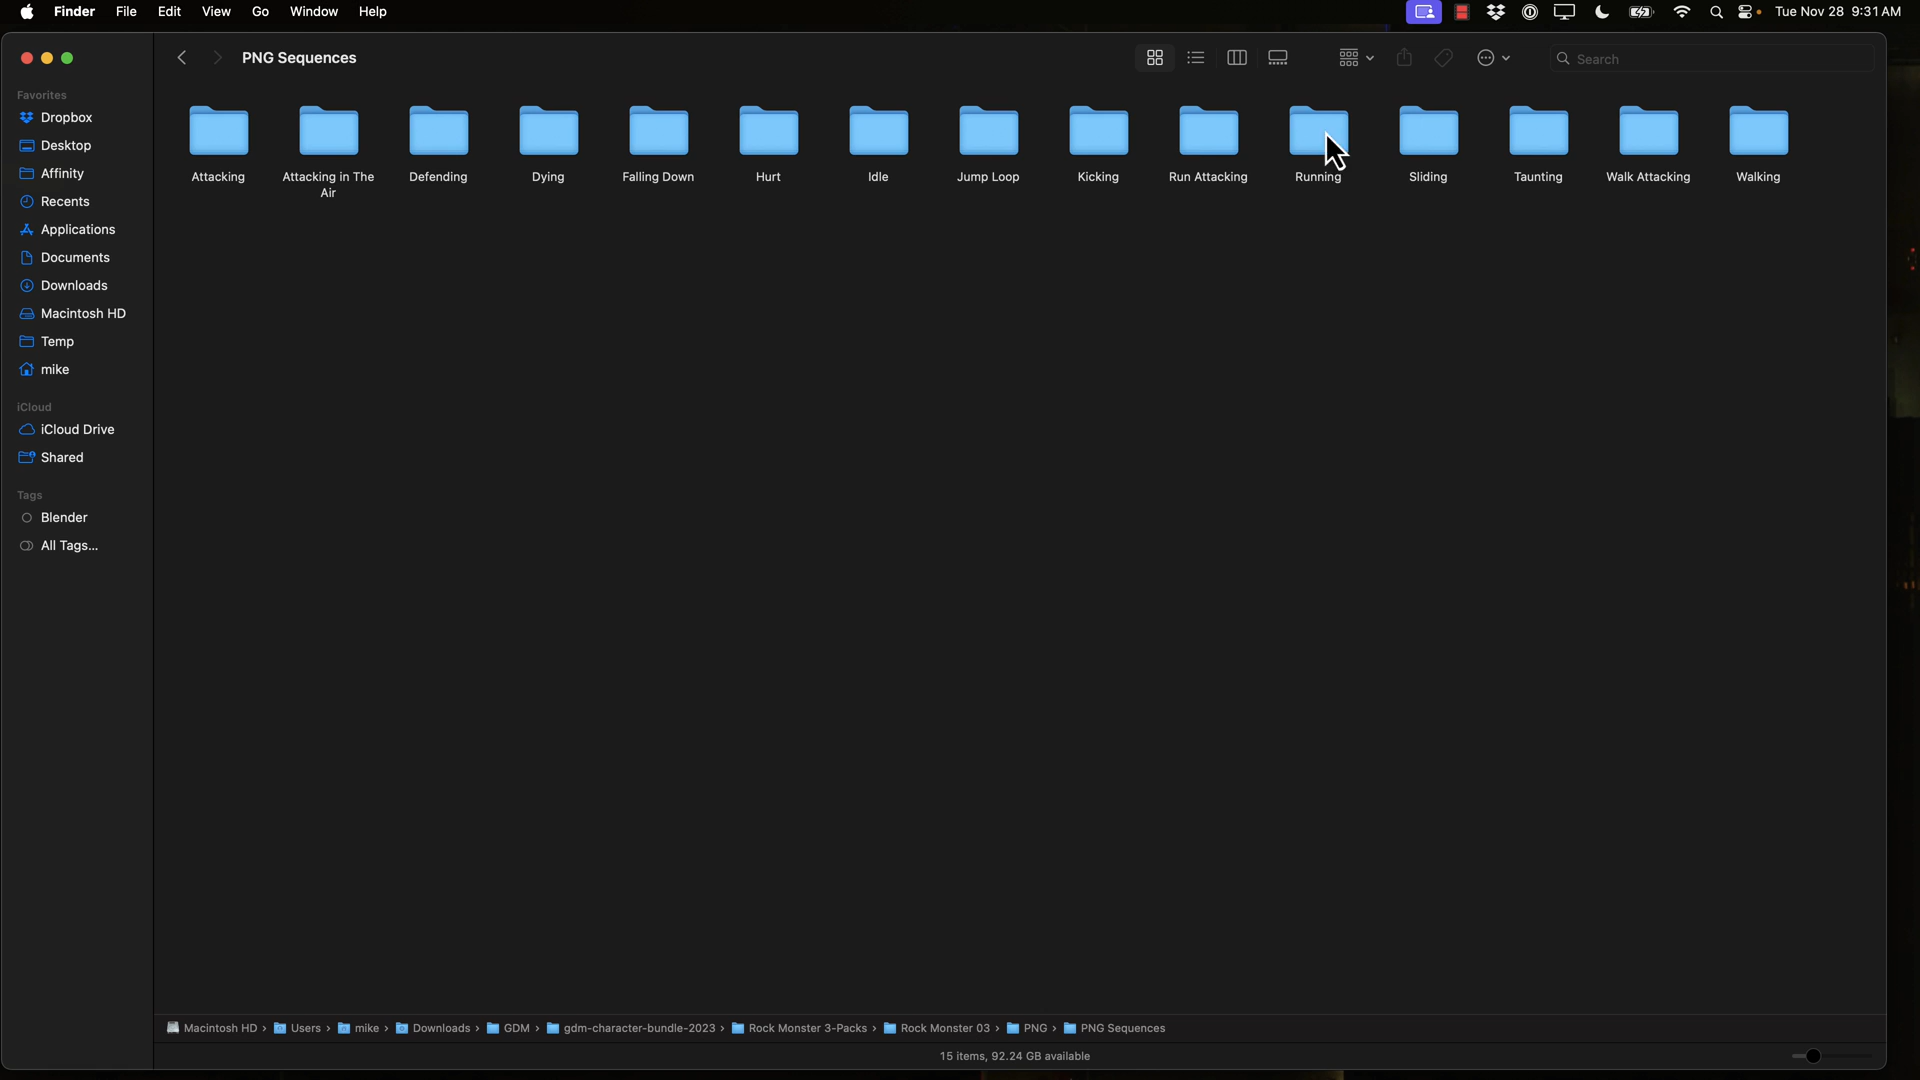 Finder File Edit View Go Window Help Tue Nov 28 9:31 AM
PNG Sequences
Search
Favorites
Dropbox
Desktop
Affinity
Recents
Applications
Documents
Downloads
Macintosh HD
Temp
mike
iCloud
iCloud Drive
Shared
Tags
Blender
All Tags...
Attacking
Attacking in The
Air
Defending
Dying
Falling Down
Hurt
Idle
Jump Loop
Kicking
Run Attacking
Running
Sliding
Taunting
Walk Attacking
Walking
Macintosh HD › Users › mike › Downloads › GDM › gdm-character-bundle-2023 › Rock Monster 3-Packs › Rock Monster 03 › PNG › PNG Sequences
15 items, 92.24 GB available